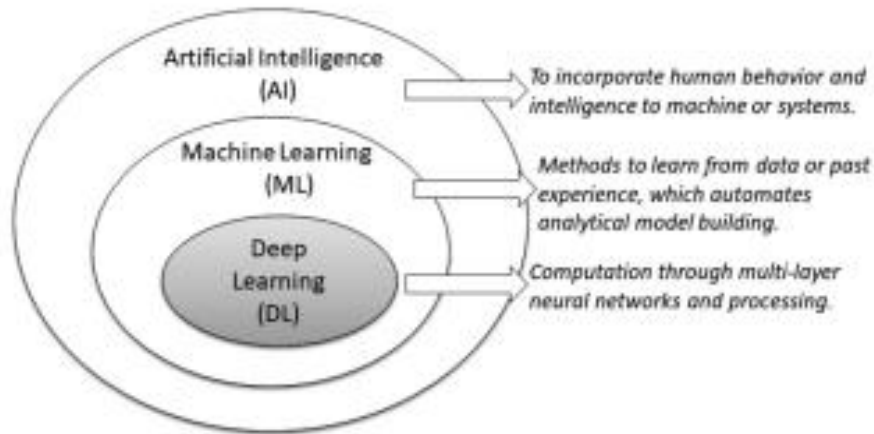 Artificial Intelligence
(AI)
To incorporate human behavior and
intelligence to machine or systems.
Machine Learning
(ML)
Methods to learn from data or past
experience, which automates
analytical model building.
Deep
Learning
(DL)
Computation through multi-layer
neural networks and processing.